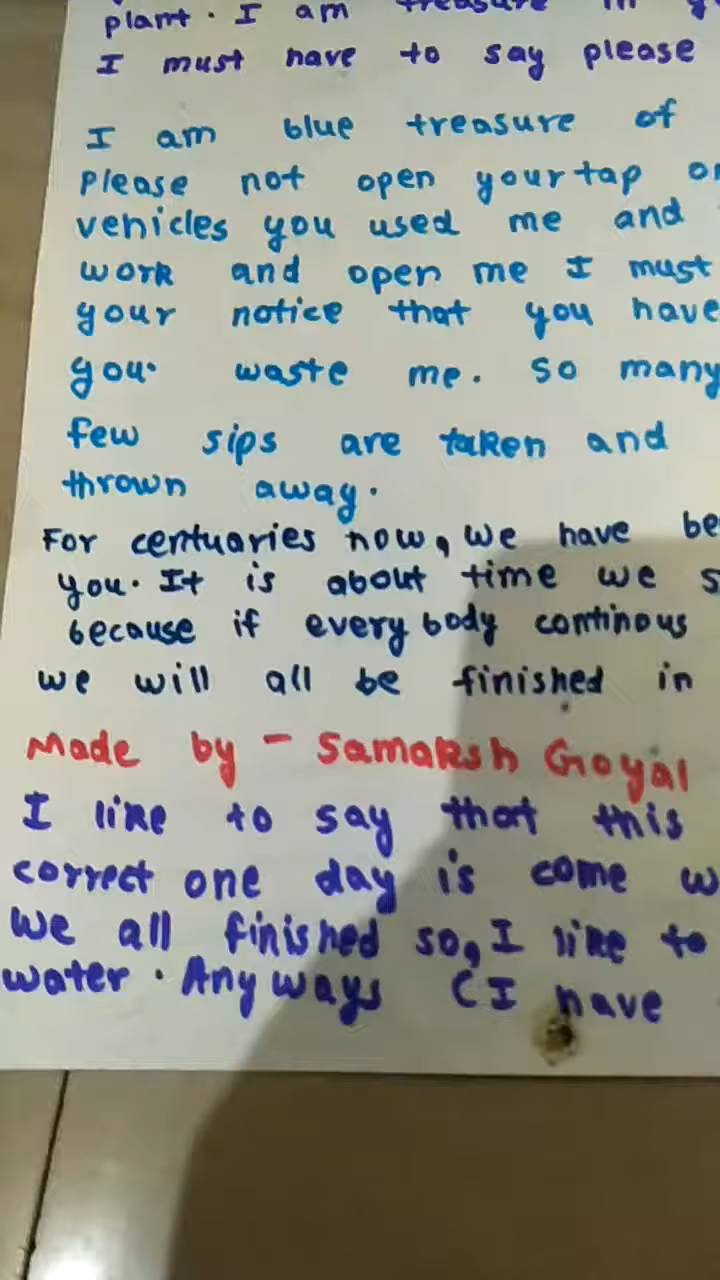 plant. I am treasure in
I must have to say please
I am blue treasure of
Please not open your tap
vehicles you used me and
work and open me I must
your notice that you have
you. waste me. so many
few sips are taken and
thrown away.
For centuaries now, we have be
you. It is about time we s
because if every body continous
we will all be finished in
Made by - Samaksh Goyal
I like to say that this
correct one day is come w
we all finished so, I like to
water. Any ways (I have